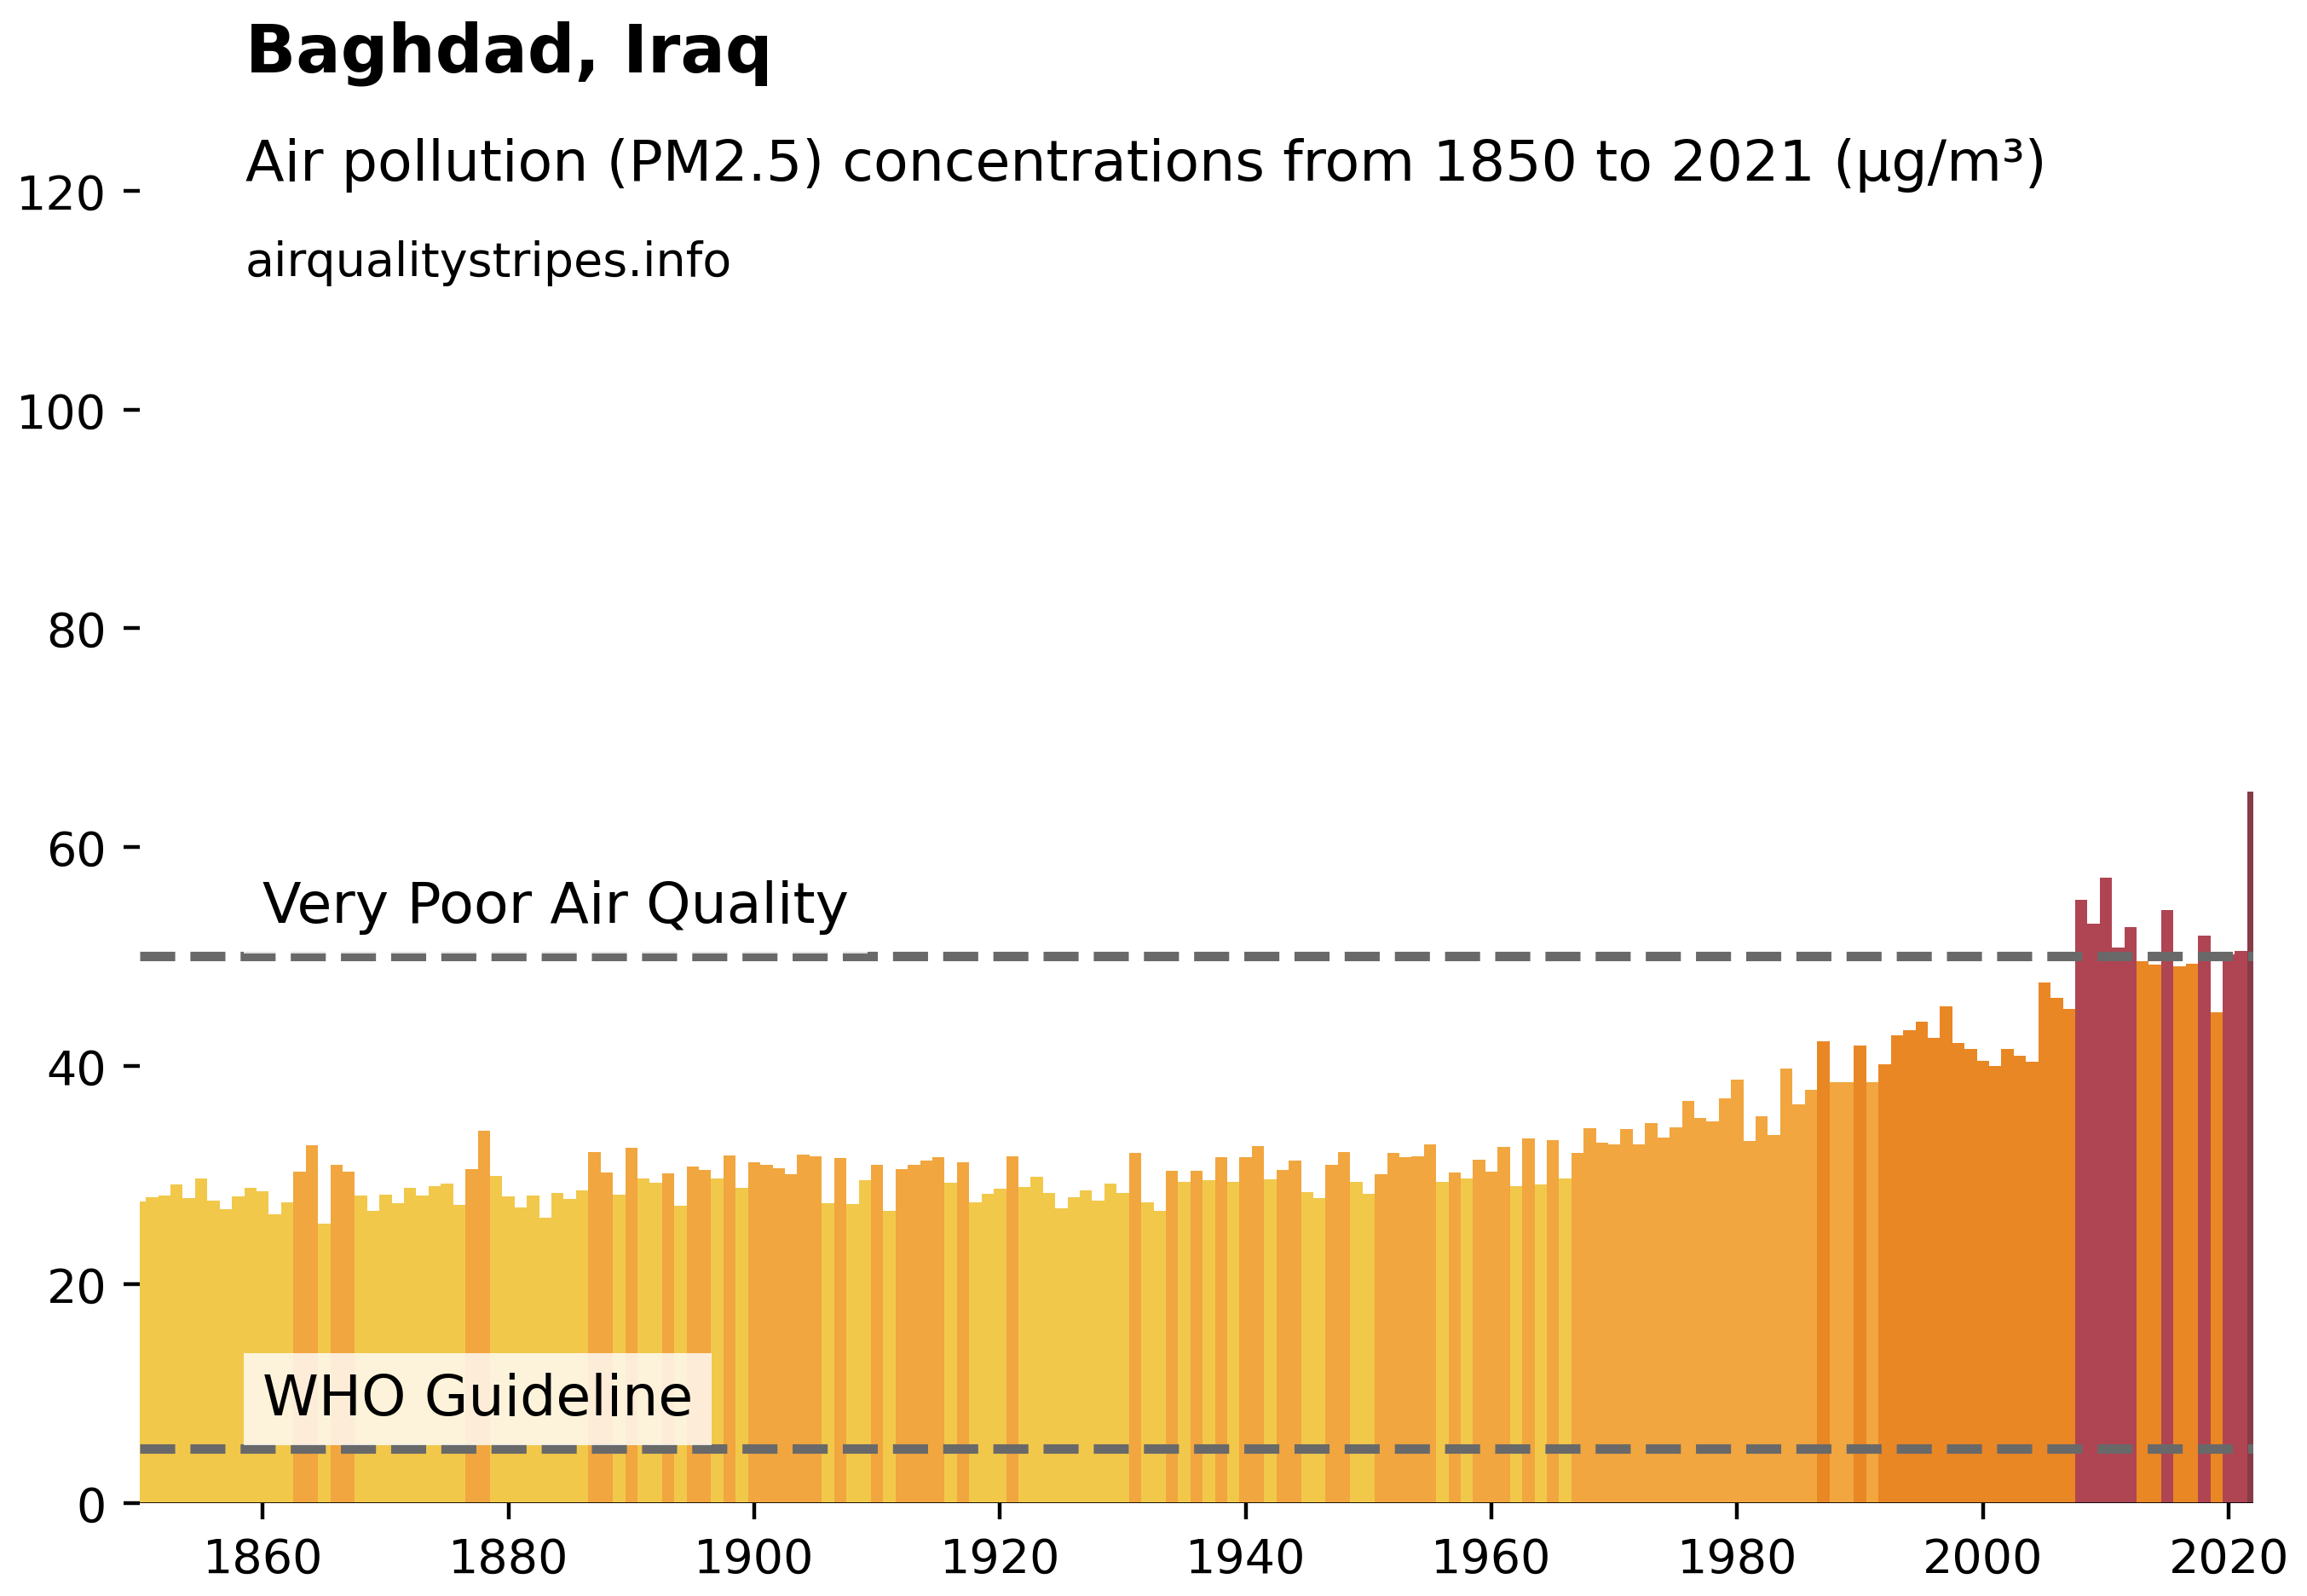 Baghdad, Iraq
Air pollution (PM2.5) concentrations from 1850 to 2021 (μg/m³)
airqualitystripes.info
120
100
80
60
40
20
0
Very Poor Air Quality
WHO Guideline
1860 1880 1900 1920 1940 1960 1980 2000 2020